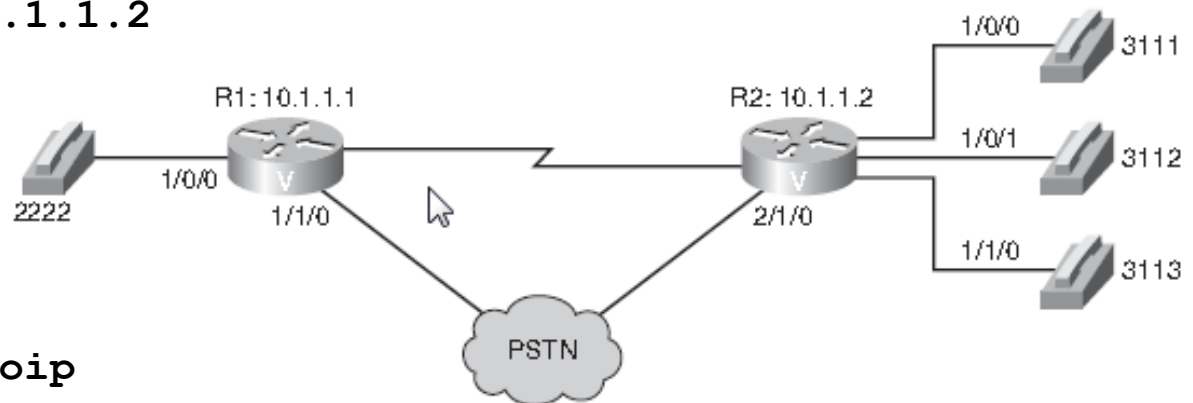 .1.1.2
1/0/0
3111
R1: 10.1.1.1
R2: 10.1.1.2
1/0/1
3112
V
V
1/0/0
2222
1/1/0
2/1/0
1/1/0
3113
PSTN
oip